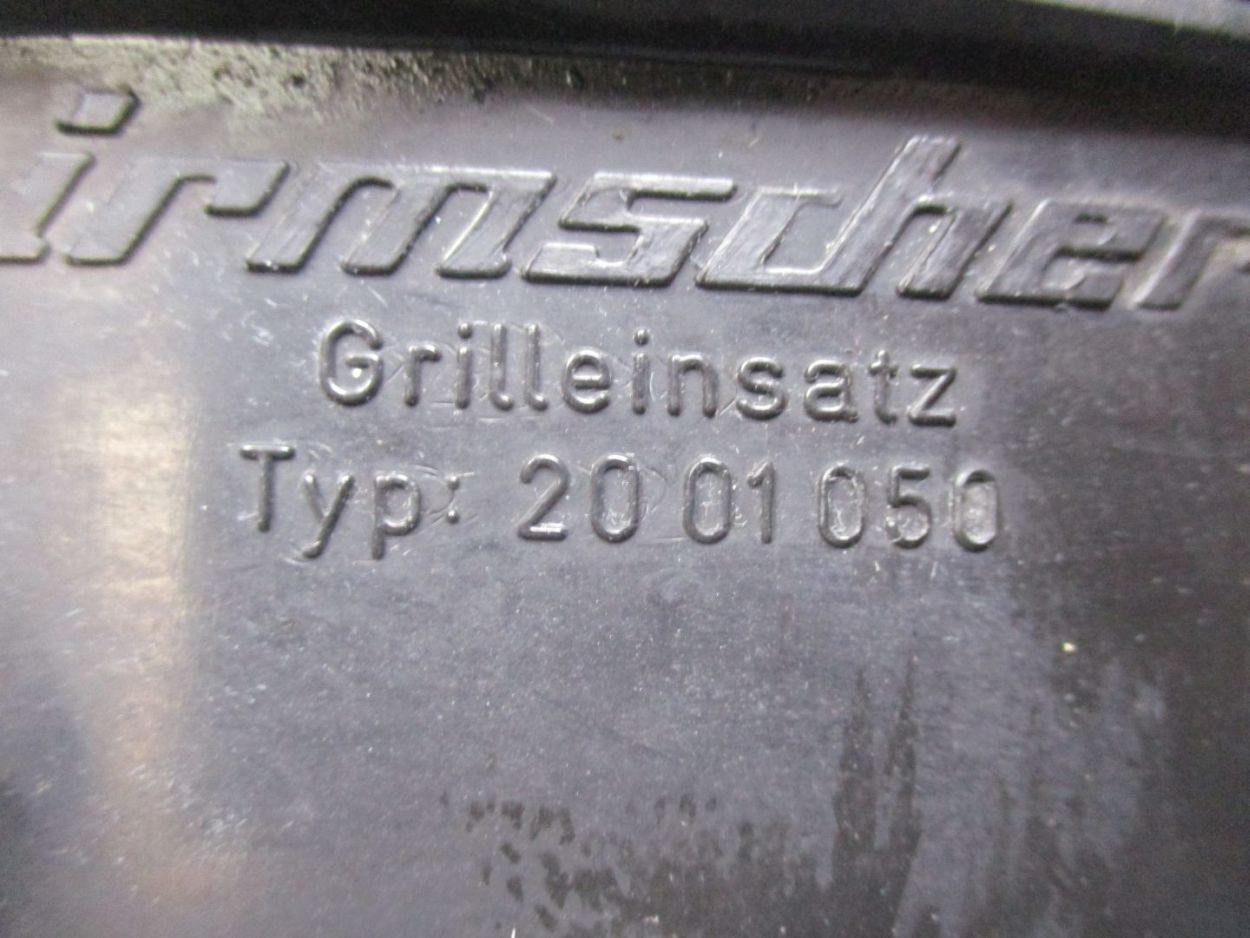 irmscher
Grilleinsatz
Typ: 20 01 050